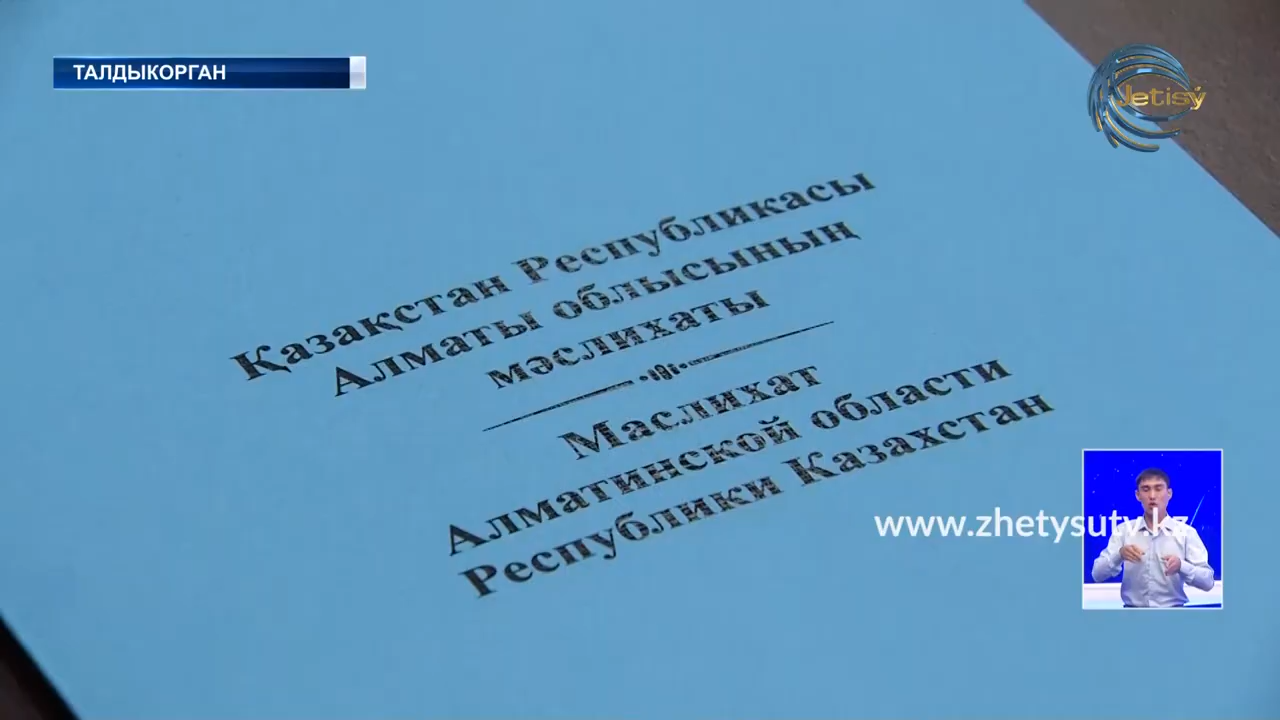 ТАЛДЫКОРГАН
Jetisý
Қазақстан Республикасы
Алматы облысының
мәслихаты
Маслихат
Алматинской области
Республики Казахстан
www.zhetysutv.kz